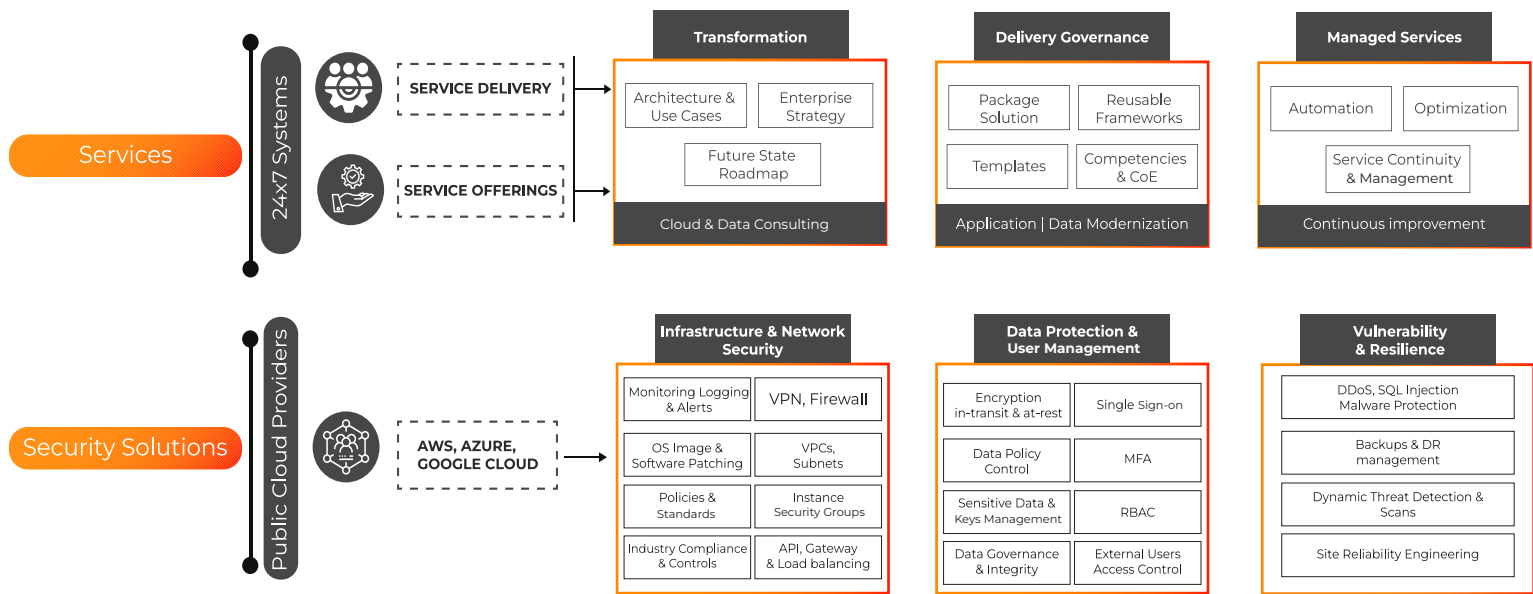 Services
24x7 Systems
SERVICE DELIVERY
SERVICE OFFERINGS
Transformation
Architecture &
Use Cases
Enterprise
Strategy
Future State
Roadmap
Cloud & Data Consulting
Delivery Governance
Package
Solution
Reusable
Frameworks
Templates
Competencies
& CoE
Application | Data Modernization
Managed Services
Automation
Optimization
Service Continuity
& Management
Continuous improvement
Security Solutions
Public Cloud Providers
AWS, AZURE,
GOOGLE CLOUD
Infrastructure & Network
Security
Monitoring Logging
& Alerts
VPN, Firewall
OS Image &
Software Patching
VPCs,
Subnets
Policies &
Standards
Instance
Security Groups
Industry Compliance
& Controls
API, Gateway
& Load balancing
Data Protection &
User Management
Encryption
in-transit & at-rest
Single Sign-on
Data Policy
Control
MFA
Sensitive Data &
Keys Management
RBAC
Data Governance
& Integrity
External Users
Access Control
Vulnerability
& Resilience
DDoS, SQL Injection
Malware Protection
Backups & DR
management
Dynamic Threat Detection &
Scans
Site Reliability Engineering